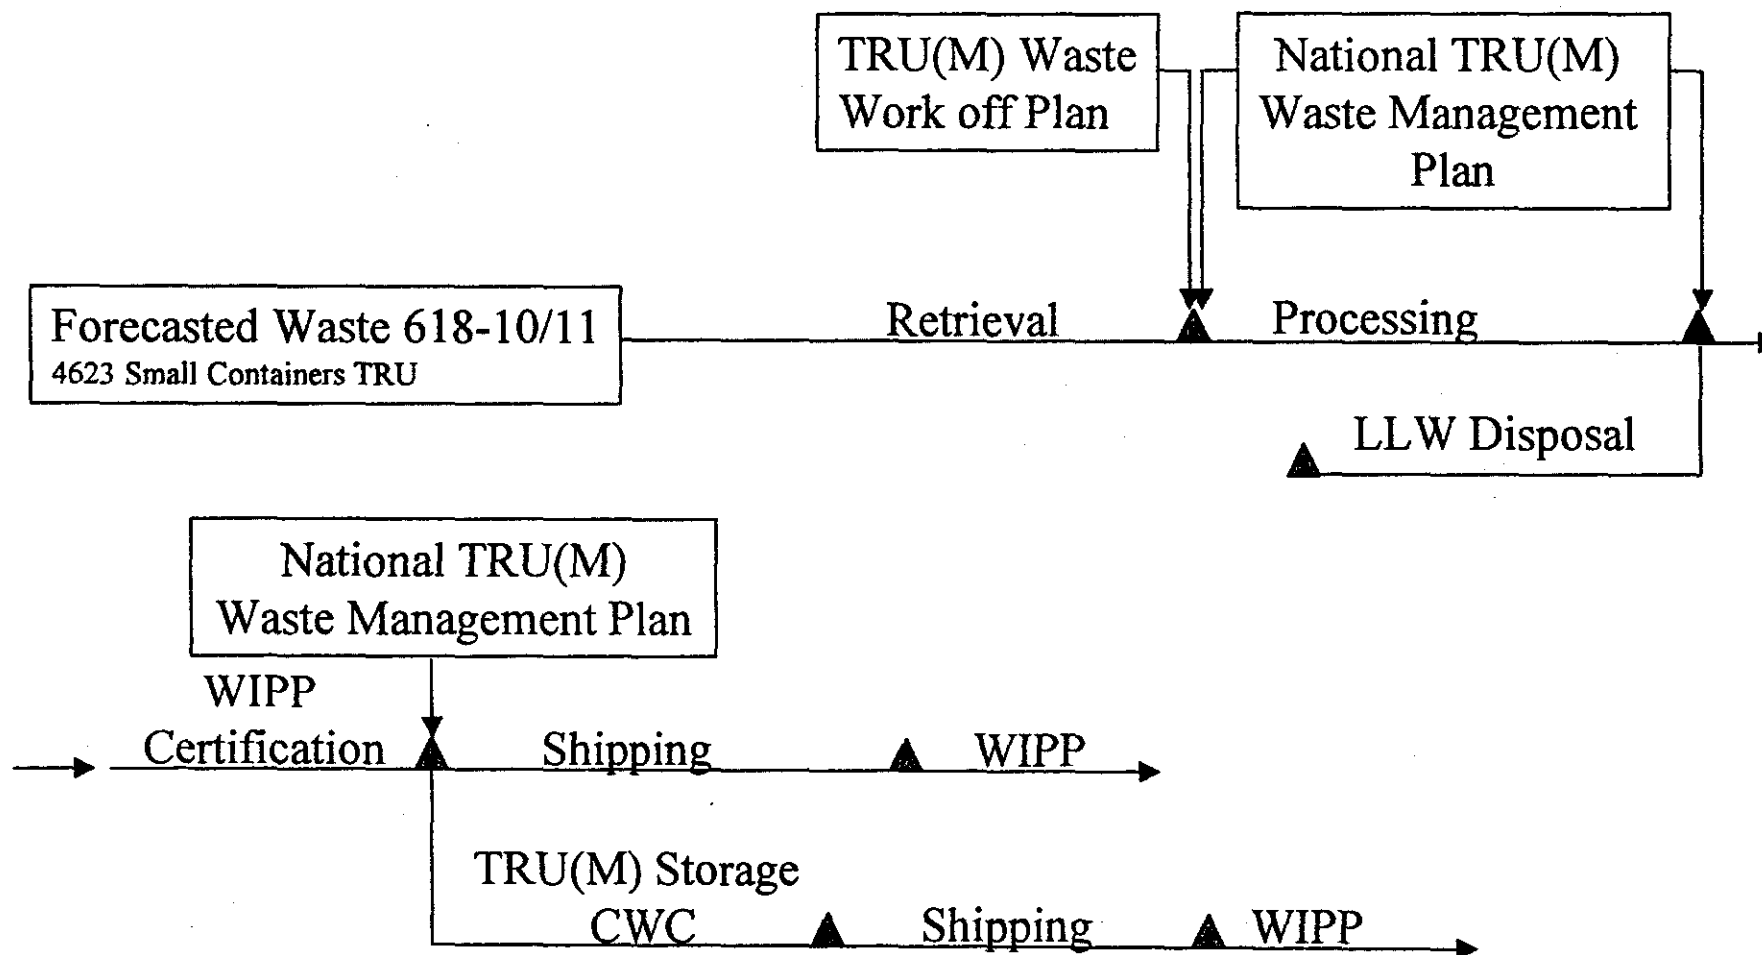 TRU(M) Waste
Work off Plan
National TRU(M)
Waste Management
Plan
Forecasted Waste 618-10/11
4623 Small Containers TRU
Retrieval
Processing
LLW Disposal
National TRU(M)
Waste Management Plan
WIPP
Certification
Shipping
WIPP
TRU(M) Storage
CWC
Shipping
WIPP